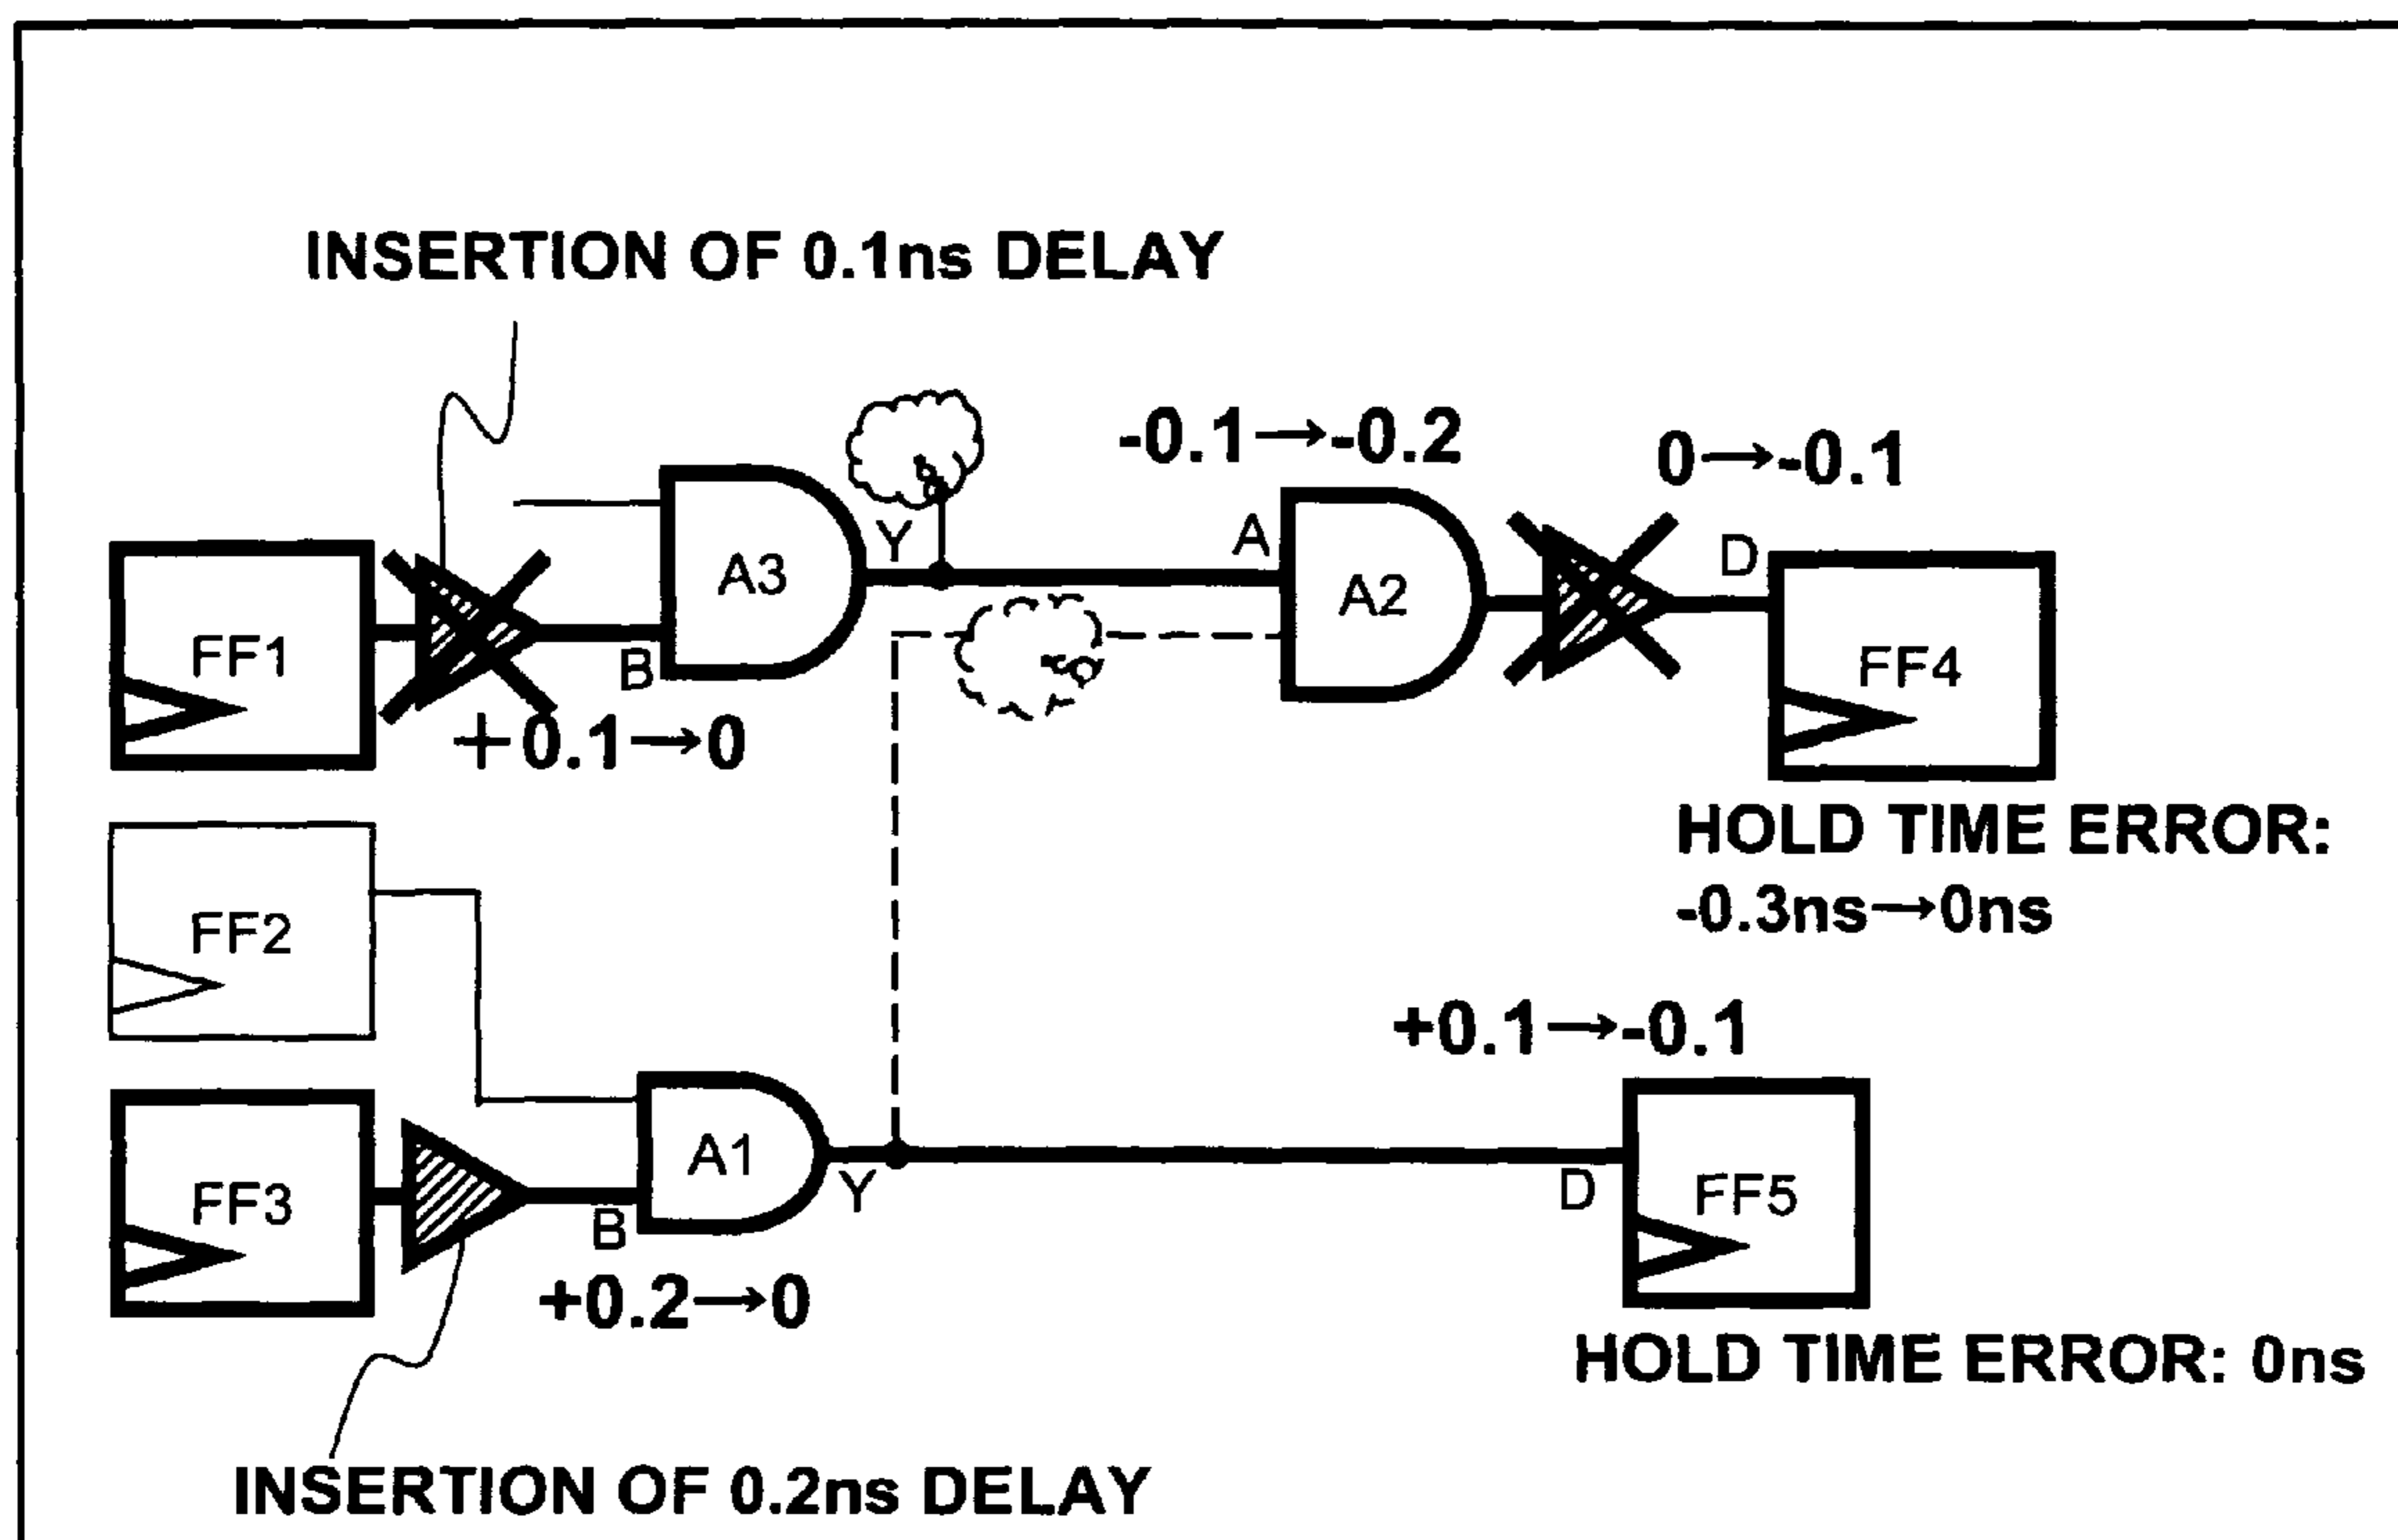 INSERTION OF 0.1ns DELAY
-0.1→-0.2
0→-0.1
Y
A
D
A3
A2
FF1
B
FF4
+0.1→0
HOLD TIME ERROR:
-0.3ns→0ns
FF2
+0.1→-0.1
A1
FF3
Y
D
FF5
B
+0.2→0
HOLD TIME ERROR: 0ns
INSERTION OF 0.2ns DELAY